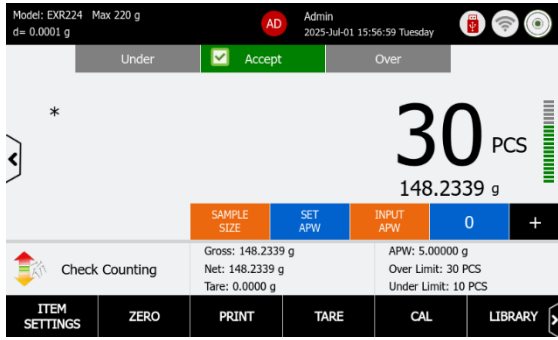 Model: EXR224 Max 220 g
d= 0.0001 g
AD
Admin
2025-Jul-01 15:56:59 Tuesday
Under
Accept
Over
*
30 PCS
148.2339 g
SAMPLE
SIZE
SET
APW
INPUT
APW
0
+
Check Counting
Gross: 148.2339 g
Net: 148.2339 g
Tare: 0.0000 g
APW: 5.00000 g
Over Limit: 30 PCS
Under Limit: 10 PCS
ITEM
SETTINGS
ZERO
PRINT
TARE
CAL
LIBRARY